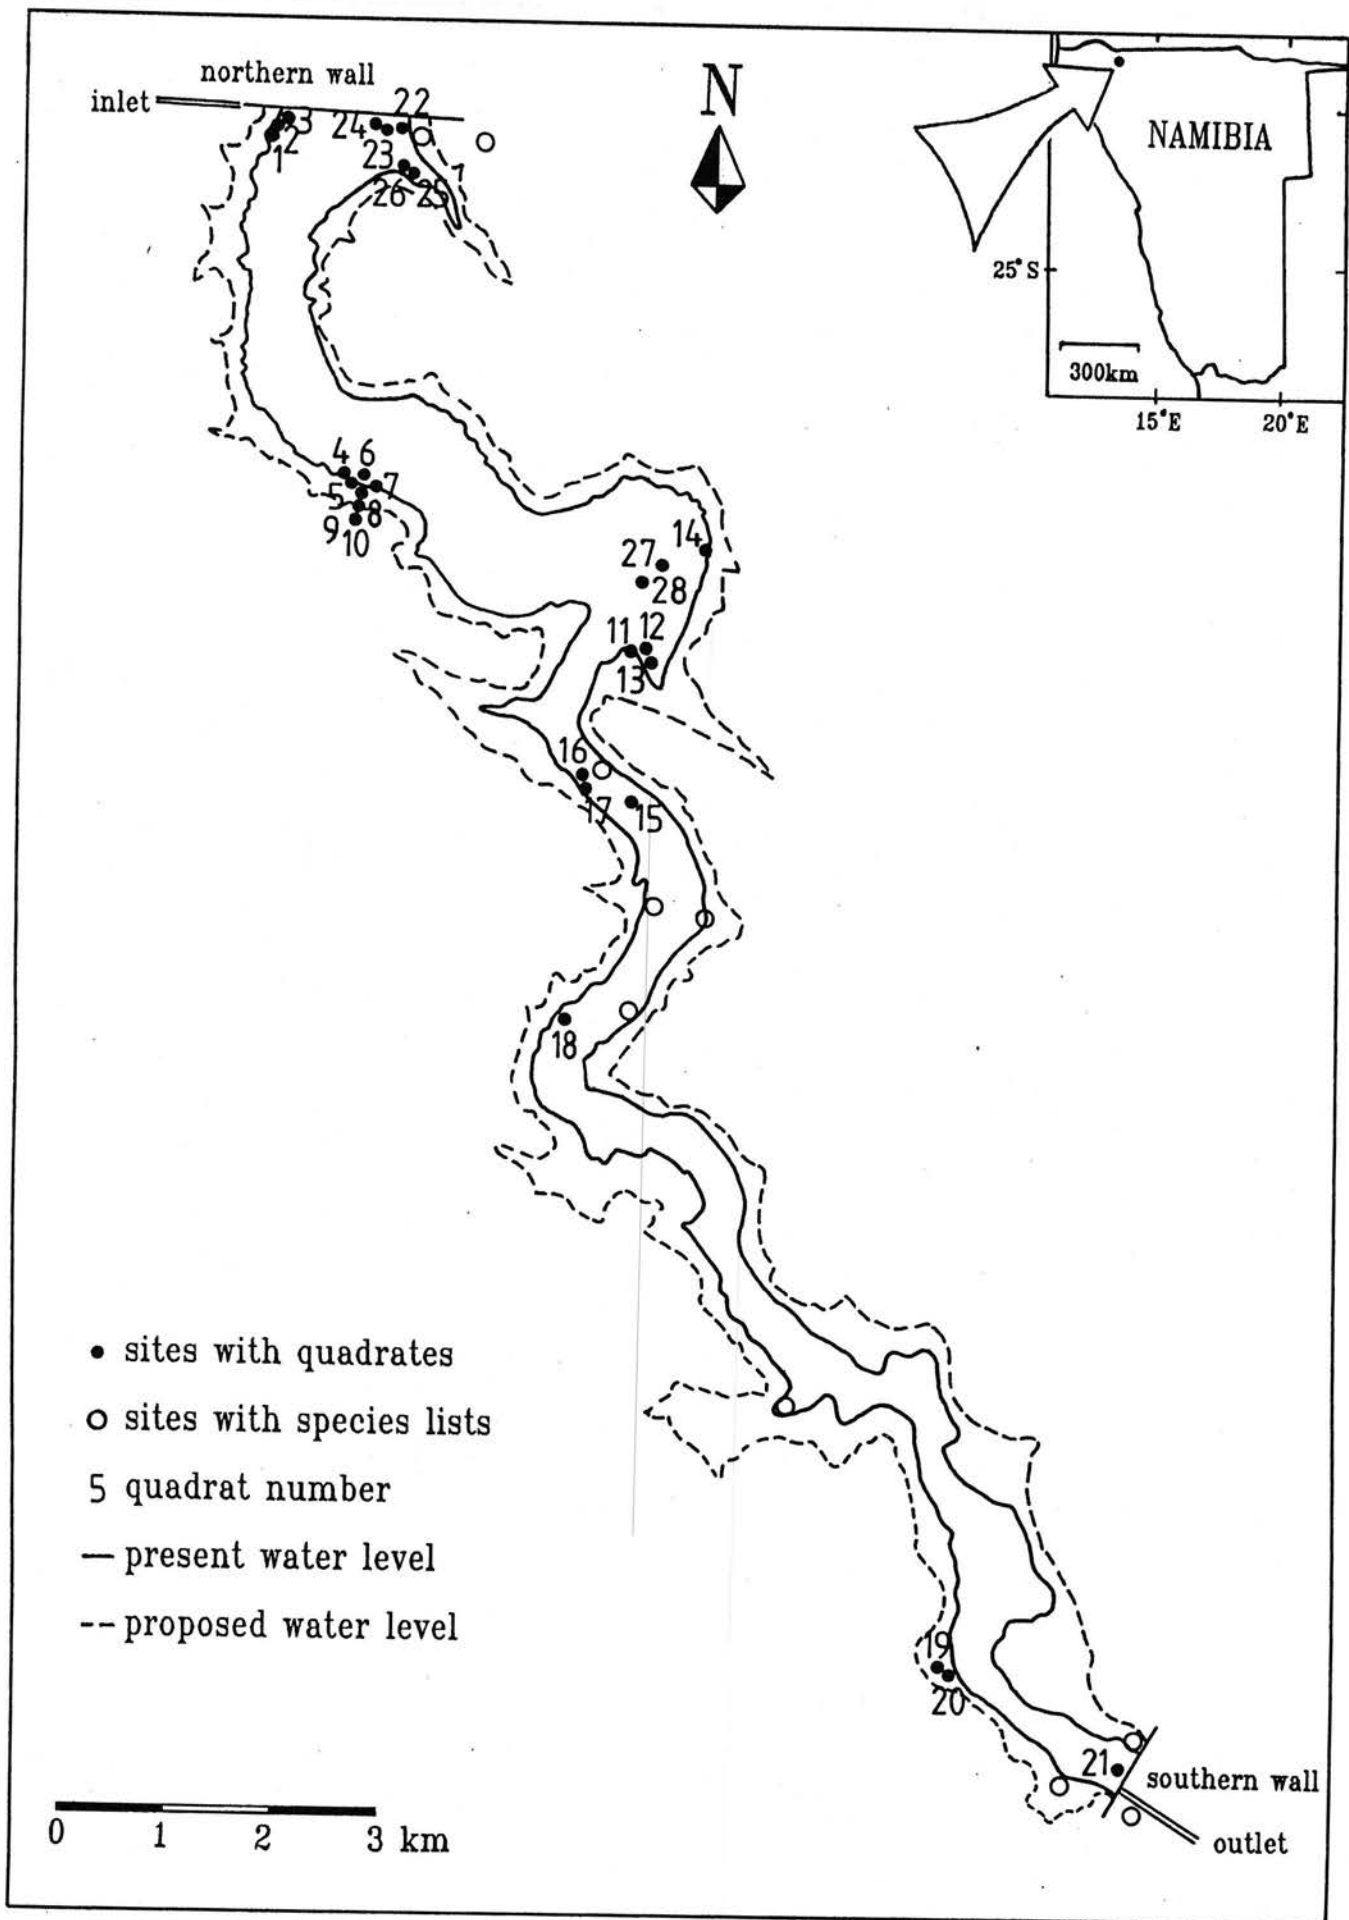 northern wall
inlet
22
N
NAMIBIA
3
24
2
1
23
26
25
25°S
300km
15°E
20°E
4
6
7
5
8
9
10
14
27
28
11
12
13
16
17
15
18
• sites with quadrates
o sites with species lists
5 quadrat number
— present water level
-- proposed water level
19
20
21
southern wall
outlet
0 1 2 3 km